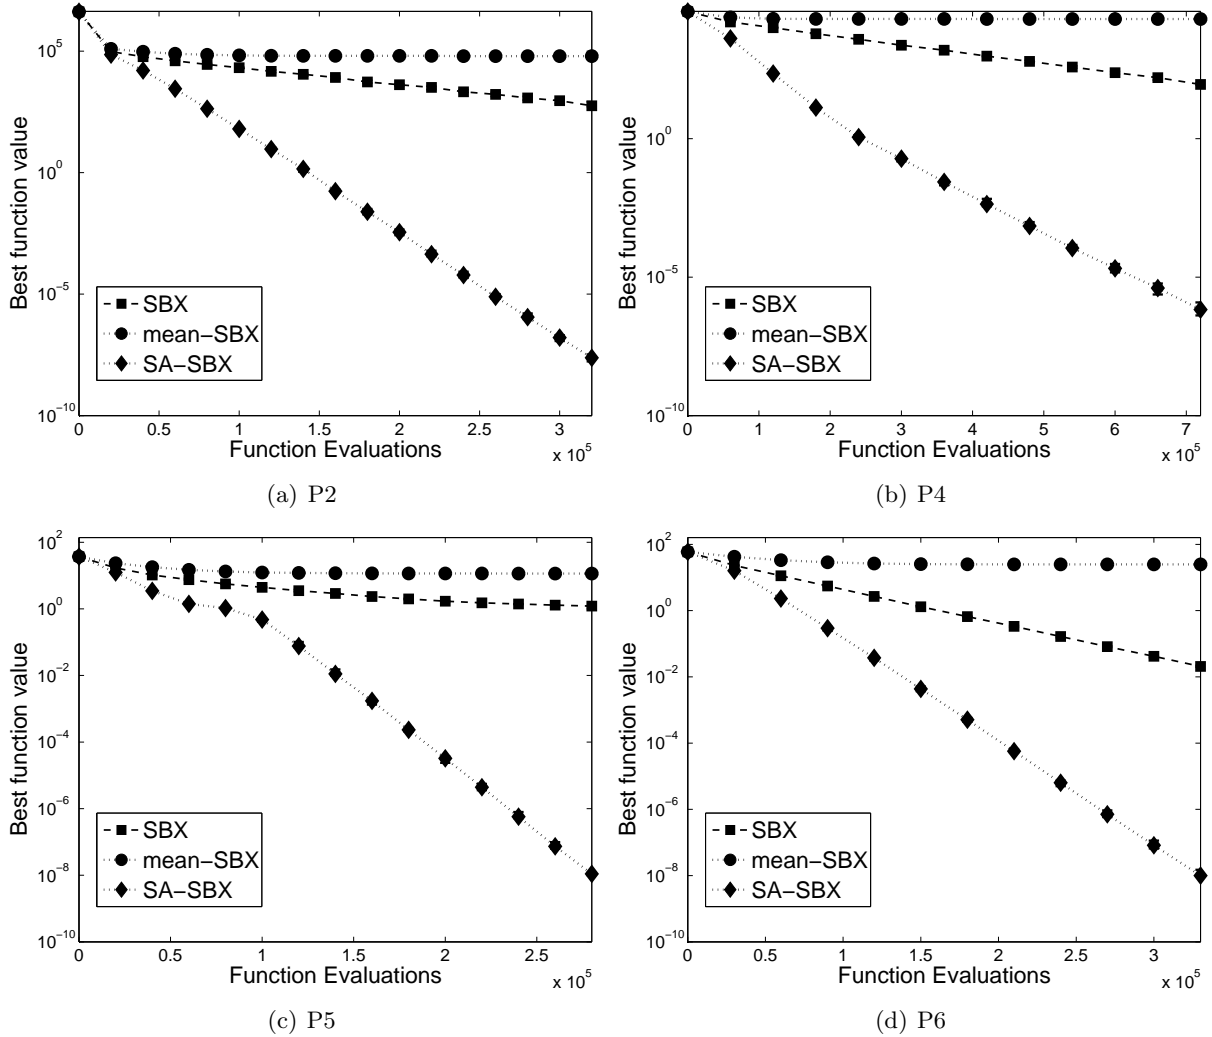 10^5
10^0
10^−5
10^−10
Best function value
SBX
mean−SBX
SA−SBX
0 0.5 1 1.5 2 2.5 3
Function Evaluations
x 10^5
(a) P2
10^0
10^−5
10^−10
Best function value
SBX
mean−SBX
SA−SBX
0 1 2 3 4 5 6 7
Function Evaluations
x 10^5
(b) P4
10^2
10^0
10^−2
10^−4
10^−6
10^−8
10^−10
Best function value
SBX
mean−SBX
SA−SBX
0 0.5 1 1.5 2 2.5
Function Evaluations
x 10^5
(c) P5
10^2
10^0
10^−2
10^−4
10^−6
10^−8
10^−10
Best function value
SBX
mean−SBX
SA−SBX
0 0.5 1 1.5 2 2.5 3
Function Evaluations
x 10^5
(d) P6